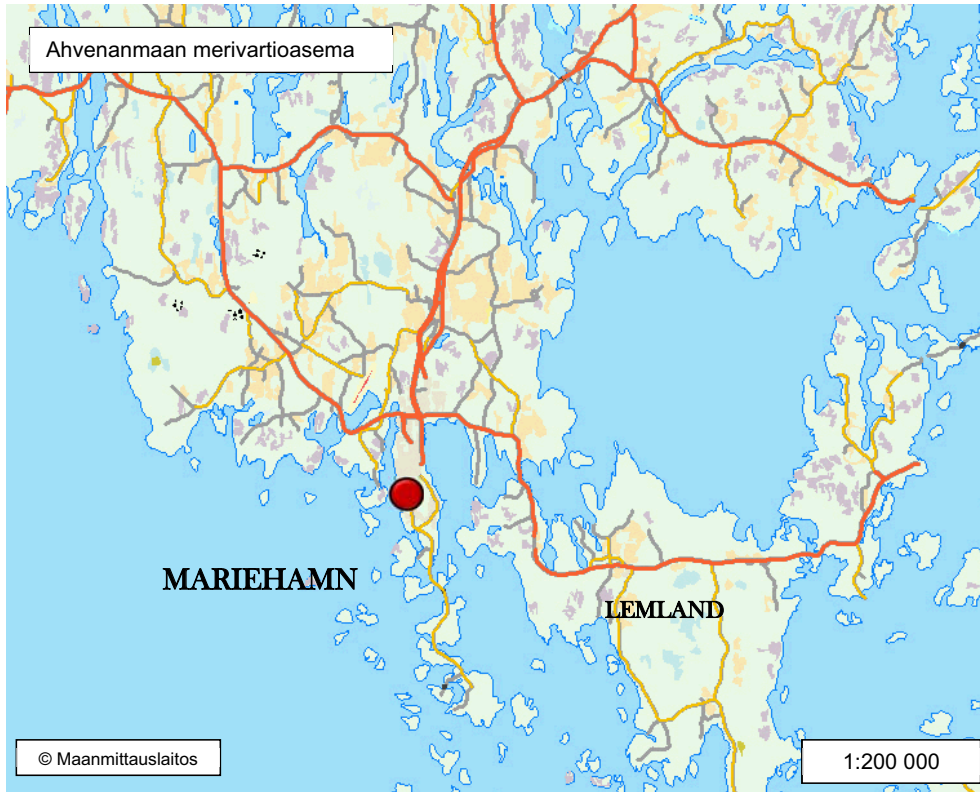 Ahvenanmaan merivartioasema
MARIEHAMN
LEMLAND
© Maanmittauslaitos
1:200 000